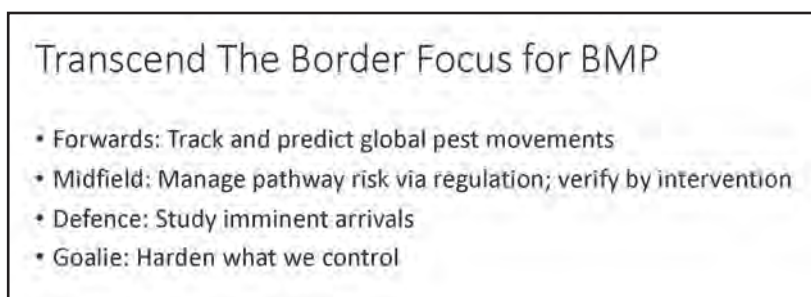 Transcend The Border Focus for BMP
• Forwards: Track and predict global pest movements
• Midfield: Manage pathway risk via regulation; verify by intervention
• Defence: Study imminent arrivals
• Goalie: Harden what we control